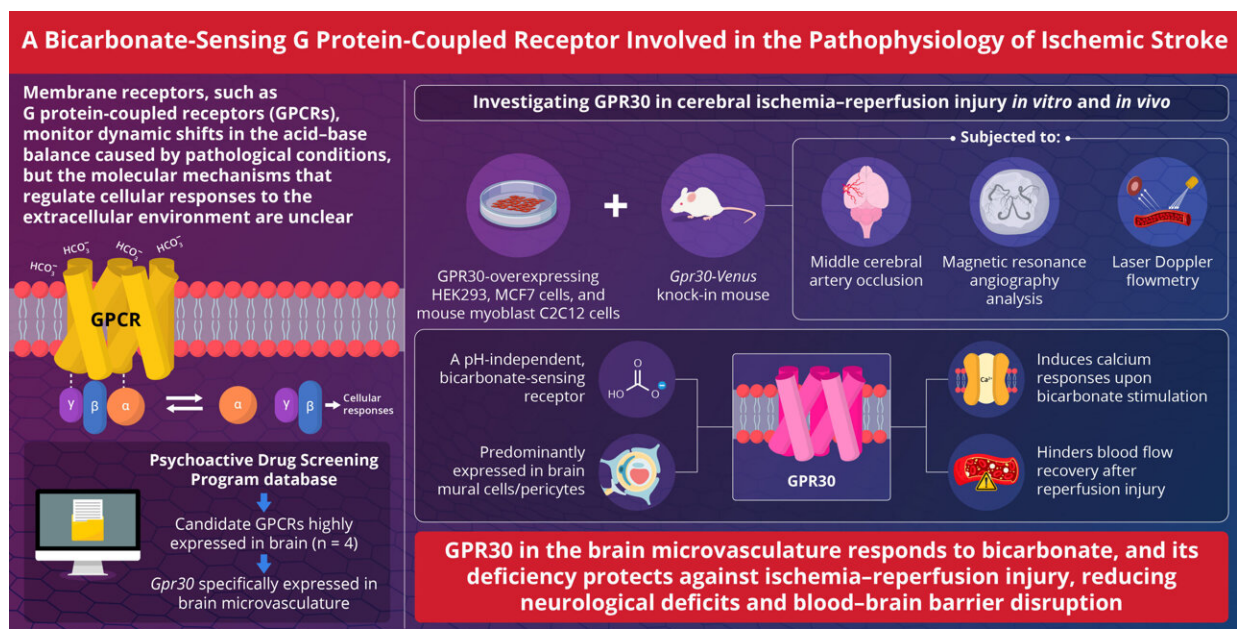 A Bicarbonate-Sensing G Protein-Coupled Receptor Involved in the Pathophysiology of Ischemic Stroke
Membrane receptors, such as
G protein-coupled receptors (GPCRs),
monitor dynamic shifts in the acid–base
balance caused by pathological conditions,
but the molecular mechanisms that
regulate cellular responses to the
extracellular environment are unclear
HCO₃⁻
HCO₃⁻
HCO₃⁻
HCO₃⁻
GPCR
γ
β
α
α
γ
β
Cellular
responses
Psychoactive Drug Screening
Program database
Candidate GPCRs highly
expressed in brain (n = 4)
Gpr30 specifically expressed in
brain microvasculature
Investigating GPR30 in cerebral ischemia–reperfusion injury in vitro and in vivo
GPR30-overexpressing
HEK293, MCF7 cells, and
mouse myoblast C2C12 cells
+
Gpr30-Venus
knock-in mouse
• Subjected to: •
Middle cerebral
artery occlusion
Magnetic resonance
angiography
analysis
Laser Doppler
flowmetry
A pH-independent,
bicarbonate-sensing
receptor
O
HO
O
−
Predominantly
expressed in brain
mural cells/pericytes
GPR30
Ca²⁺
Induces calcium
responses upon
bicarbonate stimulation
Hinders blood flow
recovery after
reperfusion injury
GPR30 in the brain microvasculature responds to bicarbonate, and its
deficiency protects against ischemia–reperfusion injury, reducing
neurological deficits and blood–brain barrier disruption